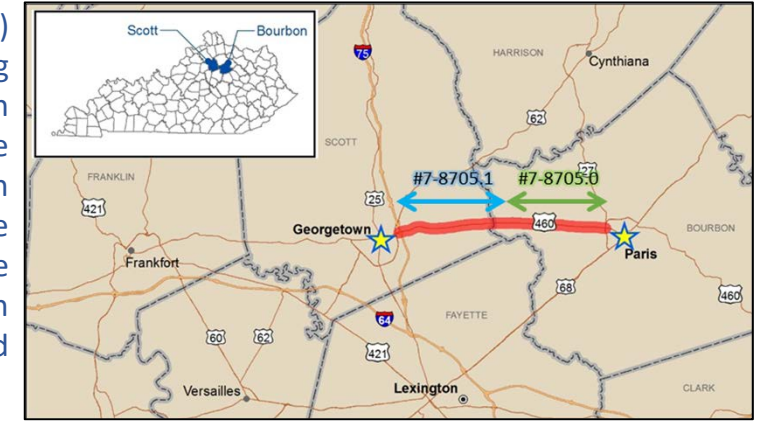 )
g
n
e
n
e
e
n
d
Scott
Bourbon
75
HARRISON
Cynthiana
62
SCOTT
27
#7-8705.1
#7-8705.0
FRANKLIN
421
25
Georgetown
460
BOURBON
Paris
Frankfort
68
460
64
FAYETTE
60
62
421
Versailles
Lexington
CLARK